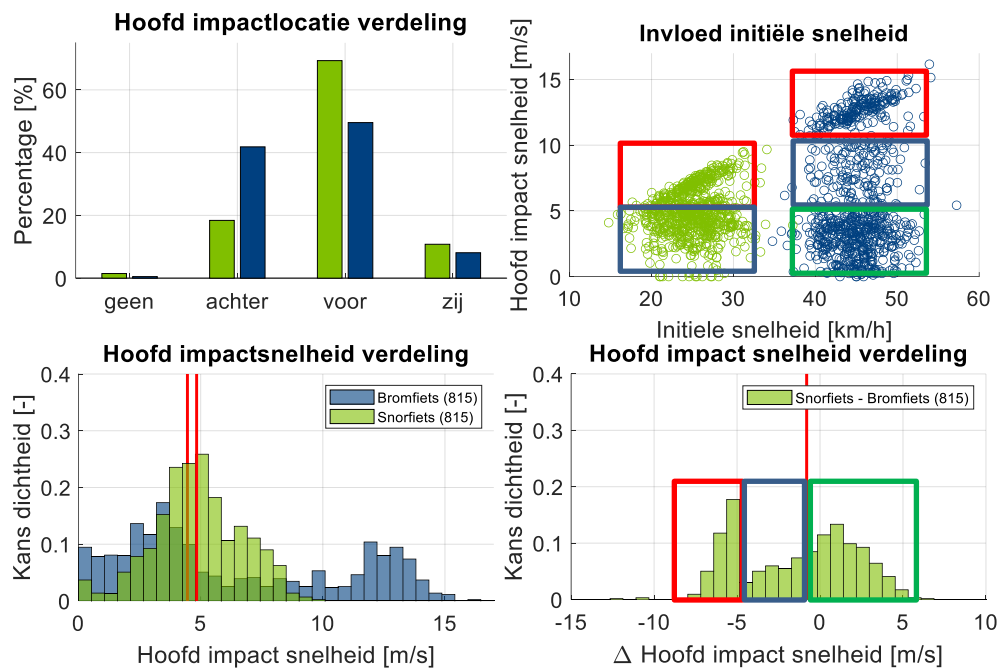 Hoofd impactlocatie verdeling
Percentage [%]
60
40
20
0
geen achter voor zij
Invloed initiële snelheid
Hoofd impact snelheid [m/s]
15
10
5
0
10 20 30 40 50 60
Initiele snelheid [km/h]
Hoofd impactsnelheid verdeling
Kans dichtheid [-]
0.4
0.3
0.2
0.1
0
Bromfiets (815)
Snorfiets (815)
0 5 10 15
Hoofd impact snelheid [m/s]
Hoofd impact snelheid verdeling
Kans dichtheid [-]
0.4
0.3
0.2
0.1
0
Snorfiets - Bromfiets (815)
-15 -10 -5 0 5 10
Δ Hoofd impact snelheid [m/s]